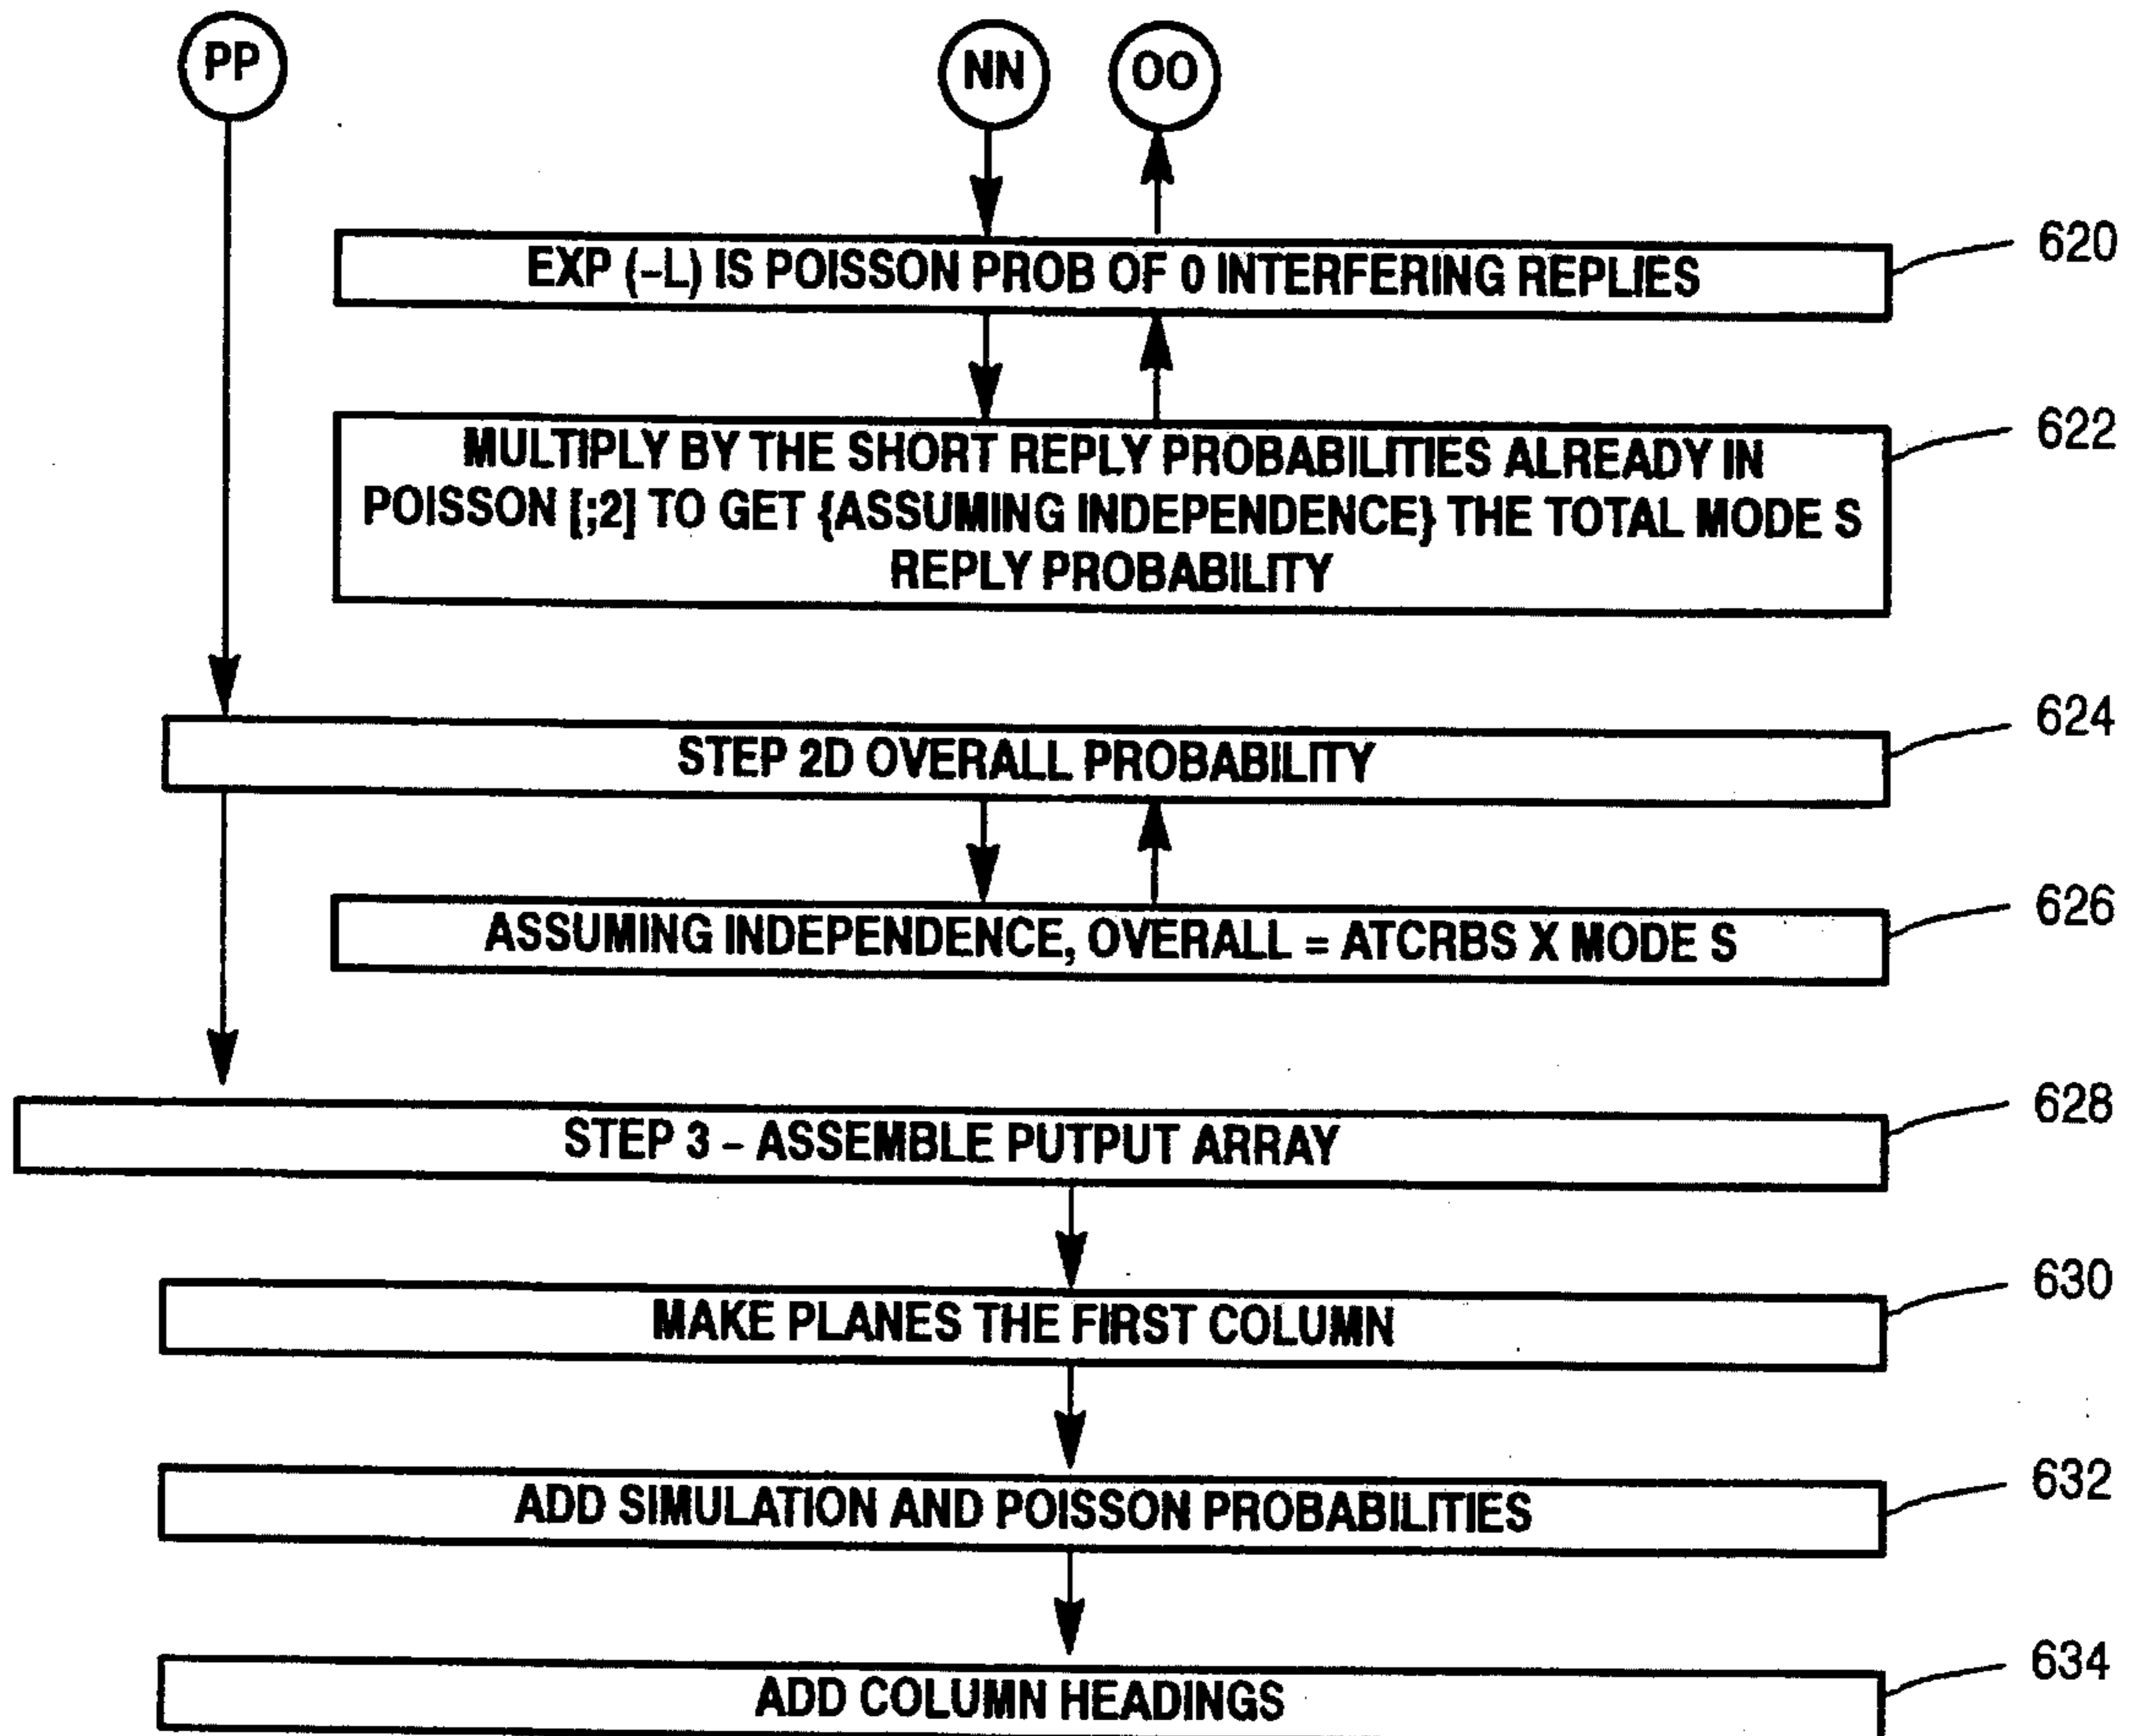 PP
NN
OO
EXP (-L) IS POISSON PROB OF 0 INTERFERING REPLIES
620
MULTIPLY BY THE SHORT REPLY PROBABILITIES ALREADY IN
POISSON [;2] TO GET {ASSUMING INDEPENDENCE} THE TOTAL MODE S
REPLY PROBABILITY
622
STEP 2D OVERALL PROBABILITY
624
ASSUMING INDEPENDENCE, OVERALL = ATCRBS X MODE S
626
STEP 3 – ASSEMBLE PUTPUT ARRAY
628
MAKE PLANES THE FIRST COLUMN
630
ADD SIMULATION AND POISSON PROBABILITIES
632
ADD COLUMN HEADINGS
634